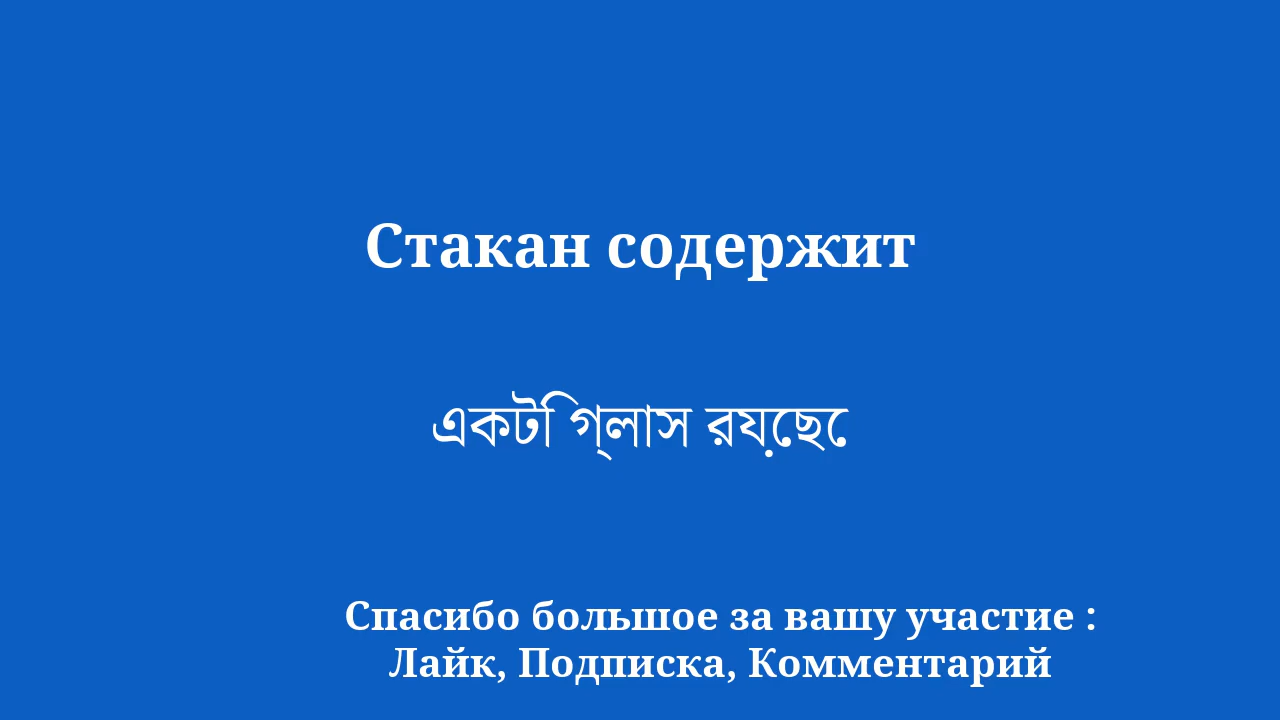 Стакан содержит
একটি গ্লাস রয়েছে
Спасибо большое за вашу участие :
Лайк, Подписка, Комментарий